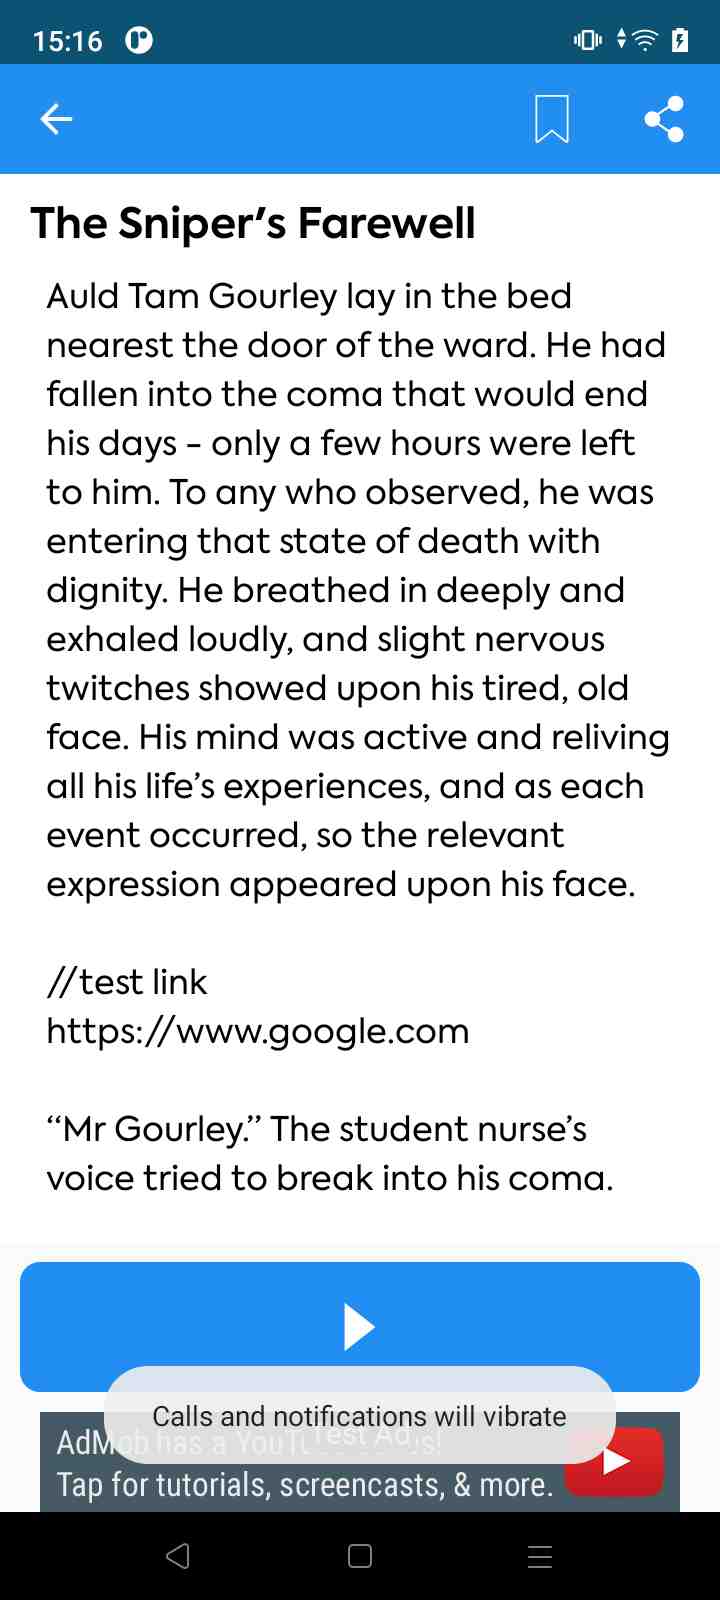 15:16
The Sniper's Farewell
Auld Tam Gourley lay in the bed
nearest the door of the ward. He had
fallen into the coma that would end
his days - only a few hours were left
to him. To any who observed, he was
entering that state of death with
dignity. He breathed in deeply and
exhaled loudly, and slight nervous
twitches showed upon his tired, old
face. His mind was active and reliving
all his life’s experiences, and as each
event occurred, so the relevant
expression appeared upon his face.
//test link
https://www.google.com
“Mr Gourley.” The student nurse’s
voice tried to break into his coma.
Calls and notifications will vibrate
AdMob has a Test Ad
Tap for tutorials, screencasts, & more.